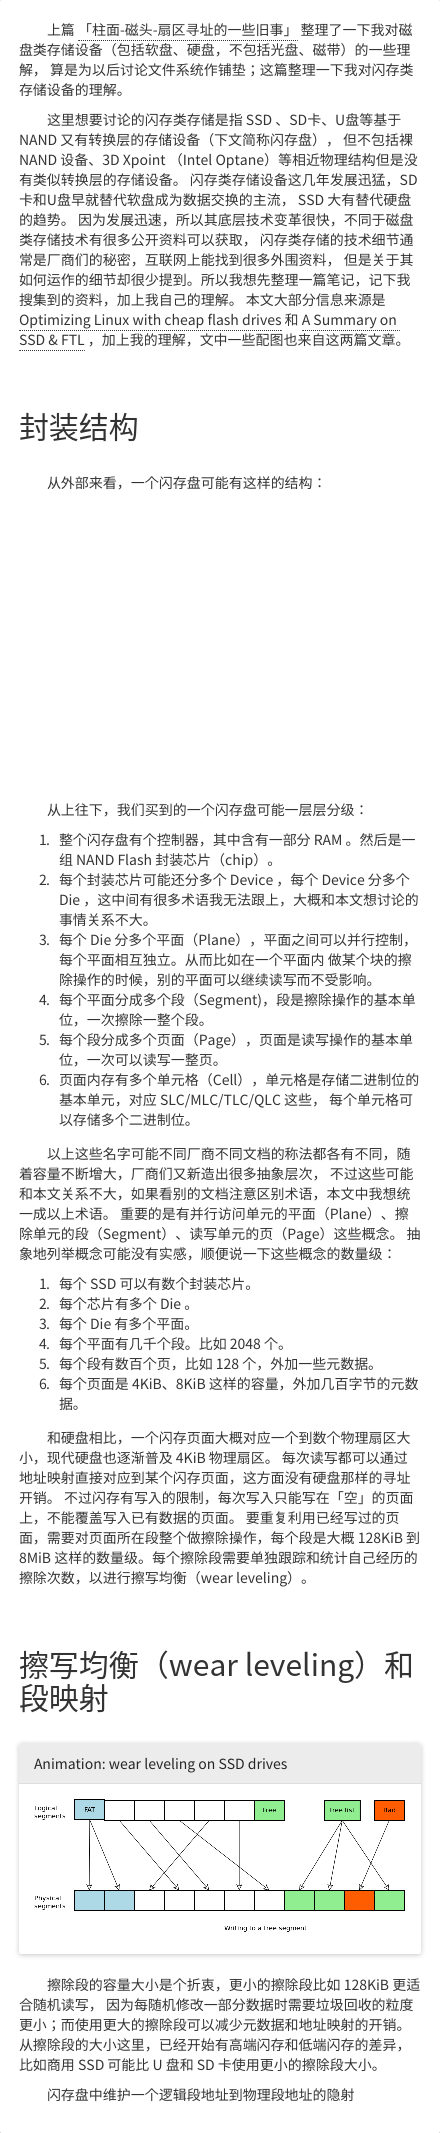 上篇 「柱面-磁头-扇区寻址的一些旧事」 整理了一下我对磁
盘类存储设备（包括软盘、硬盘，不包括光盘、磁带）的一些理
解， 算是为以后讨论文件系统作铺垫；这篇整理一下我对闪存类
存储设备的理解。
这里想要讨论的闪存类存储是指 SSD 、SD卡、U盘等基于
NAND 又有转换层的存储设备（下文简称闪存盘）， 但不包括裸
NAND 设备、3D Xpoint （Intel Optane）等相近物理结构但是没
有类似转换层的存储设备。 闪存类存储设备这几年发展迅猛，SD
卡和U盘早就替代软盘成为数据交换的主流， SSD 大有替代硬盘
的趋势。 因为发展迅速，所以其底层技术变革很快，不同于磁盘
类存储技术有很多公开资料可以获取， 闪存类存储的技术细节通
常是厂商们的秘密，互联网上能找到很多外围资料， 但是关于其
如何运作的细节却很少提到。所以我想先整理一篇笔记，记下我
搜集到的资料，加上我自己的理解。 本文大部分信息来源是
Optimizing Linux with cheap flash drives 和 A Summary on
SSD & FTL ，加上我的理解，文中一些配图也来自这两篇文章。
封装结构
从外部来看，一个闪存盘可能有这样的结构：
从上往下，我们买到的一个闪存盘可能一层层分级：
1. 整个闪存盘有个控制器，其中含有一部分 RAM 。然后是一
组 NAND Flash 封装芯片（chip）。
2. 每个封装芯片可能还分多个 Device ，每个 Device 分多个
Die ，这中间有很多术语我无法跟上，大概和本文想讨论的
事情关系不大。
3. 每个 Die 分多个平面（Plane），平面之间可以并行控制，
每个平面相互独立。从而比如在一个平面内 做某个块的擦
除操作的时候，别的平面可以继续读写而不受影响。
4. 每个平面分成多个段（Segment），段是擦除操作的基本单
位，一次擦除一整个段。
5. 每个段分成多个页面（Page），页面是读写操作的基本单
位，一次可以读写一整页。
6. 页面内存有多个单元格（Cell），单元格是存储二进制位的
基本单元，对应 SLC/MLC/TLC/QLC 这些， 每个单元格可
以存储多个二进制位。
以上这些名字可能不同厂商不同文档的称法都各有不同，随
着容量不断增大，厂商们又新造出很多抽象层次， 不过这些可能
和本文关系不大，如果看别的文档注意区别术语，本文中我想统
一成以上术语。 重要的是有并行访问单元的平面（Plane）、擦
除单元的段（Segment）、读写单元的页（Page）这些概念。 抽
象地列举概念可能没有实感，顺便说一下这些概念的数量级：
1. 每个 SSD 可以有数个封装芯片。
2. 每个芯片有多个 Die 。
3. 每个 Die 有多个平面。
4. 每个平面有几千个段。比如 2048 个。
5. 每个段有数百个页，比如 128 个，外加一些元数据。
6. 每个页面是 4KiB、8KiB 这样的容量，外加几百字节的元数
据。
和硬盘相比，一个闪存页面大概对应一个到数个物理扇区大
小，现代硬盘也逐渐普及 4KiB 物理扇区。 每次读写都可以通过
地址映射直接对应到某个闪存页面，这方面没有硬盘那样的寻址
开销。 不过闪存有写入的限制，每次写入只能写在「空」的页面
上，不能覆盖写入已有数据的页面。 要重复利用已经写过的页
面，需要对页面所在段整个做擦除操作，每个段是大概 128KiB 到
8MiB 这样的数量级。每个擦除段需要单独跟踪和统计自己经历的
擦除次数，以进行擦写均衡（wear leveling）。
擦写均衡（wear leveling）和
段映射
Animation: wear leveling on SSD drives
Logical
segments
FAT
Free
Free list
Bad
Physical
segments
Writing to a free segment
擦除段的容量大小是个折衷，更小的擦除段比如 128KiB 更适
合随机读写， 因为每随机修改一部分数据时需要垃圾回收的粒度
更小；而使用更大的擦除段可以减少元数据和地址映射的开销。
从擦除段的大小这里，已经开始有高端闪存和低端闪存的差异，
比如商用 SSD 可能比 U 盘和 SD 卡使用更小的擦除段大小。
闪存盘中维护一个逻辑段地址到物理段地址的隐射